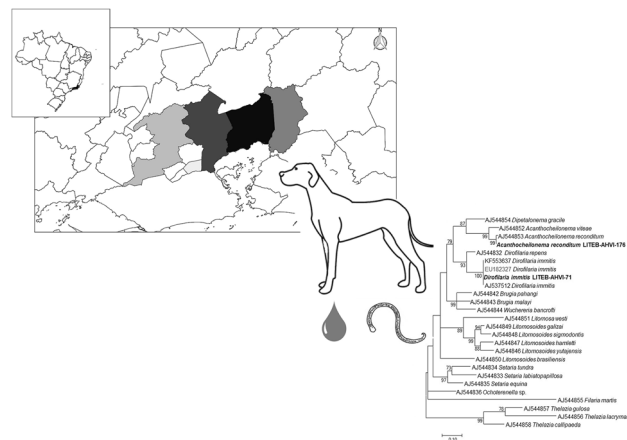 N
AJ544854 Dipetalonema gracile
AJ544852 Acanthocheilonema viteae
AJ544853 Acanthocheilonema reconditum
Acanthocheilonema reconditum LITEB-AHVI-176
AJ544832 Dirofilaria repens
KF553637 Dirofilaria immitis
EU182327 Dirofilaria immitis
Dirofilaria immitis LITEB-AHVI-71
AJ537512 Dirofilaria immitis
AJ544842 Brugia pahangi
AJ544843 Brugia malayi
AJ544844 Wuchereria bancrofti
AJ544851 Litomosa westi
AJ544849 Litomosoides galizai
AJ544848 Litomosoides sigmodontis
AJ544847 Litomosoides hamletti
AJ544846 Litomosoides yutajensis
AJ544850 Litomosoides brasiliensis
AJ544834 Setaria tundra
AJ544833 Setaria labiatopapillosa
AJ544835 Setaria equina
AJ544836 Ochoterenella sp.
AJ544855 Filaria martis
AJ544857 Thelazia gulosa
AJ544856 Thelazia lacrymalis
AJ544858 Thelazia callipaeda